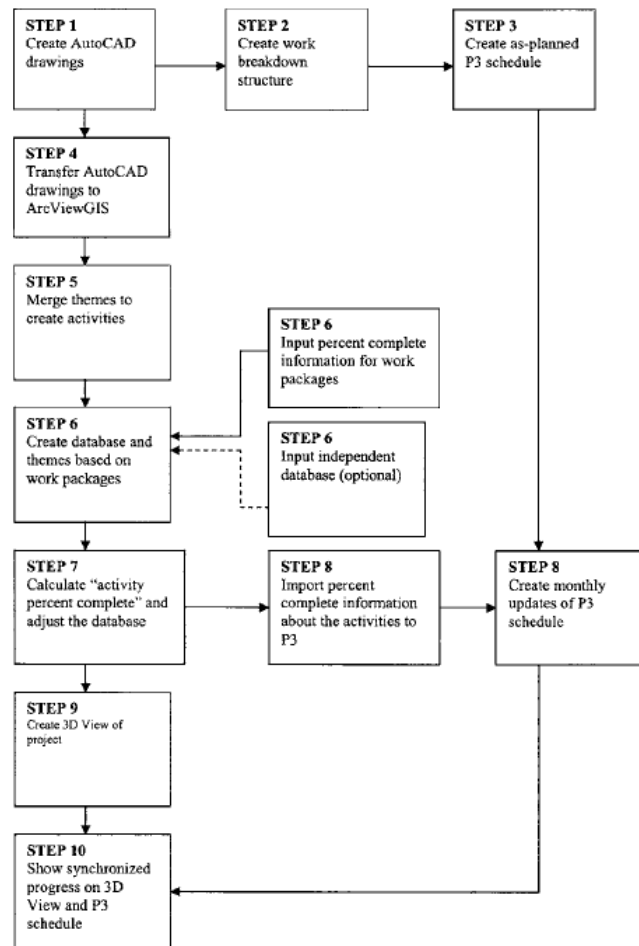 STEP 1
Create AutoCAD
drawings
STEP 2
Create work
breakdown
structure
STEP 3
Create as-planned
P3 schedule
STEP 4
Transfer AutoCAD
drawings to
ArcViewGIS
STEP 5
Merge themes to
create activities
STEP 6
Input percent complete
information for work
packages
STEP 6
Create database and
themes based on
work packages
STEP 6
Input independent
database (optional)
STEP 7
Calculate “activity
percent complete” and
adjust the database
STEP 8
Import percent
complete information
about the activities to
P3
STEP 8
Create monthly
updates of P3
schedule
STEP 9
Create 3D View of
project
STEP 10
Show synchronized
progress on 3D
View and P3
schedule